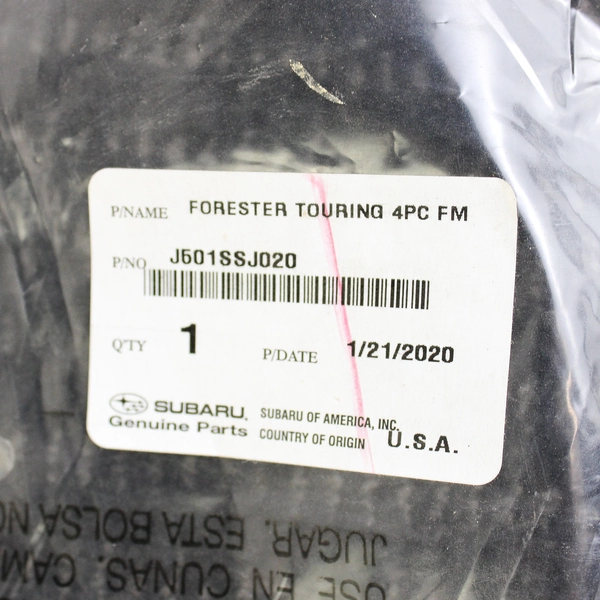 P/NAME FORESTER TOURING 4PC FM
P/NO J501SSJ020
Q'TY 1 P/DATE 1/21/2020
SUBARU. SUBARU OF AMERICA, INC.
Genuine Parts COUNTRY OF ORIGIN U.S.A.
JUGAR. ESTA BOLSA NO
USE EN CUNAS, CAM